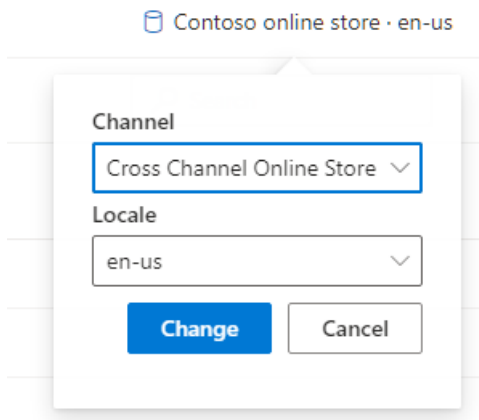 Contoso online store · en-us
Channel
Cross Channel Online Store
Locale
en-us
Change Cancel